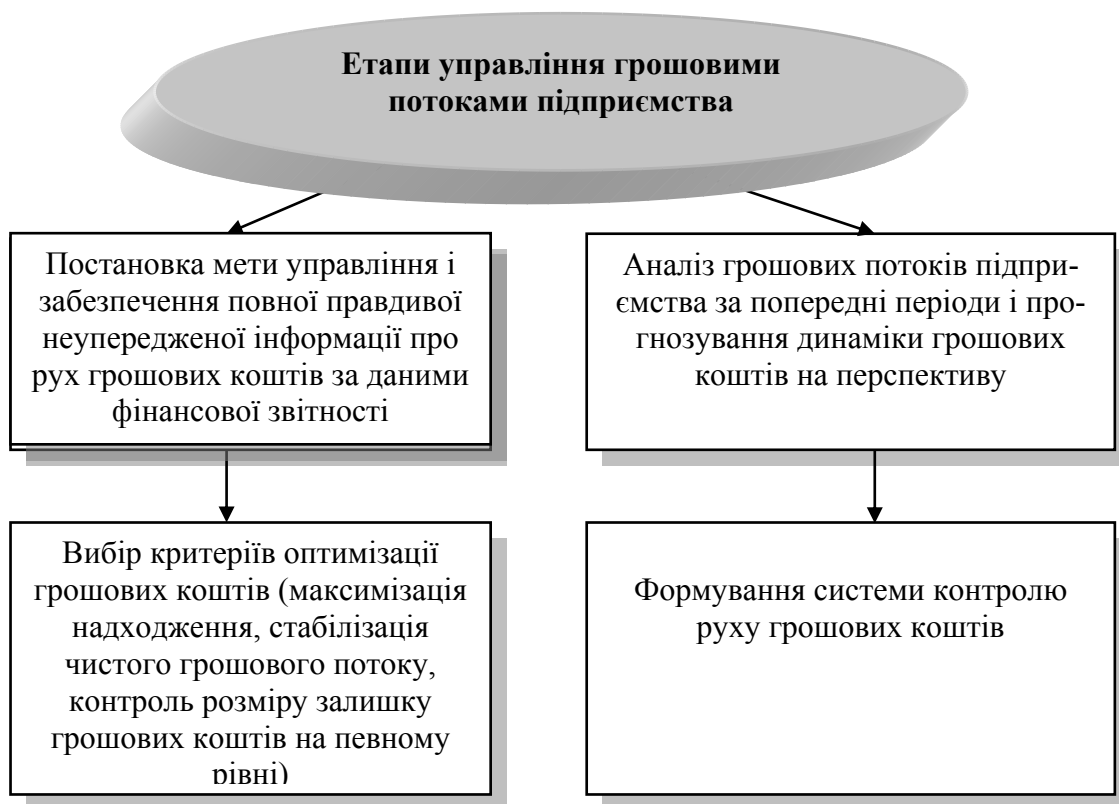 Етапи управління грошовими
потоками підприємства
Постановка мети управління і
забезпечення повної правдивої
неупередженої інформації про
рух грошових коштів за даними
фінансової звітності
Аналіз грошових потоків підпри-
ємства за попередні періоди і про-
гнозування динаміки грошових
коштів на перспективу
Вибір критеріїв оптимізації
грошових коштів (максимізація
надходження, стабілізація
чистого грошового потоку,
контроль розміру залишку
грошових коштів на певному
рівні)
Формування системи контролю
руху грошових коштів